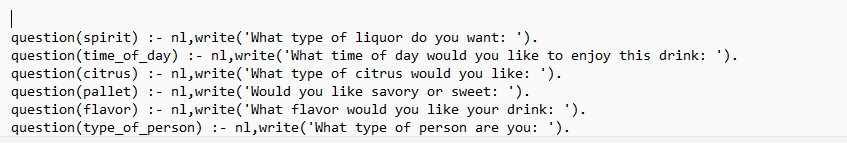 question(spirit) :- nl,write('What type of liquor do you want: ').
question(time_of_day) :- nl,write('What time of day would you like to enjoy this drink: ').
question(citrus) :- nl,write('What type of citrus would you like: ').
question(pallet) :- nl,write('Would you like savory or sweet: ').
question(flavor) :- nl,write('What flavor would you like your drink: ').
question(type_of_person) :- nl,write('What type of person are you: ').